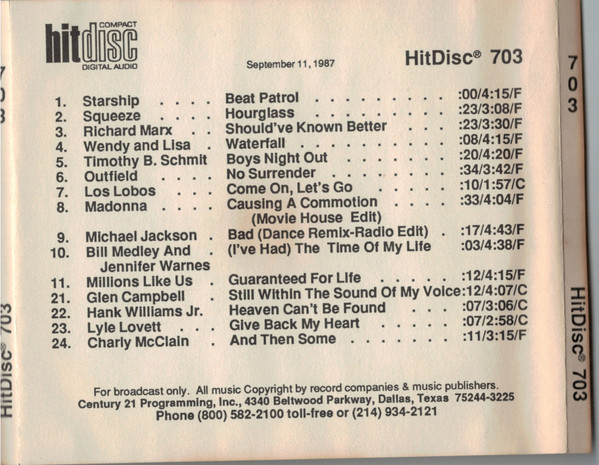 COMPACT
hitdisc
DIGITAL AUDIO
September 11, 1987
HitDisc® 703
1. Starship . . . . Beat Patrol . . . . . . . . . :00/4:15/F
2. Squeeze . . . . Hourglass . . . . . . . . . :23/3:08/F
3. Richard Marx . . Should've Known Better . . . . :23/3:30/F
4. Wendy and Lisa . Waterfall . . . . . . . . . :08/4:15/F
5. Timothy B. Schmit Boys Night Out . . . . . . . :20/4:20/F
6. Outfield . . . . No Surrender . . . . . . . . :34/3:42/F
7. Los Lobos . . . Come On, Let's Go . . . . . :10/1:57/C
8. Madonna . . . . Causing A Commotion . . . . :33/4:04/F
(Movie House Edit)
9. Michael Jackson . Bad (Dance Remix-Radio Edit) . :17/4:43/F
10. Bill Medley And (I've Had) The Time Of My Life :03/4:38/F
Jennifer Warnes
11. Millions Like Us . Guaranteed For Life . . . . . :12/4:15/F
21. Glen Campbell . Still Within The Sound Of My Voice:12/4:07/C
22. Hank Williams Jr. Heaven Can't Be Found . . . . :07/3:06/C
23. Lyle Lovett . . Give Back My Heart . . . . . :07/2:58/C
24. Charly McClain . And Then Some . . . . . . . :11/3:15/F
For broadcast only. All music Copyright by record companies & music publishers.
Century 21 Programming, Inc., 4340 Beltwood Parkway, Dallas, Texas 75244-3225
Phone (800) 582-2100 toll-free or (214) 934-2121
703
HitDisc® 703
703
HitDisc® 703